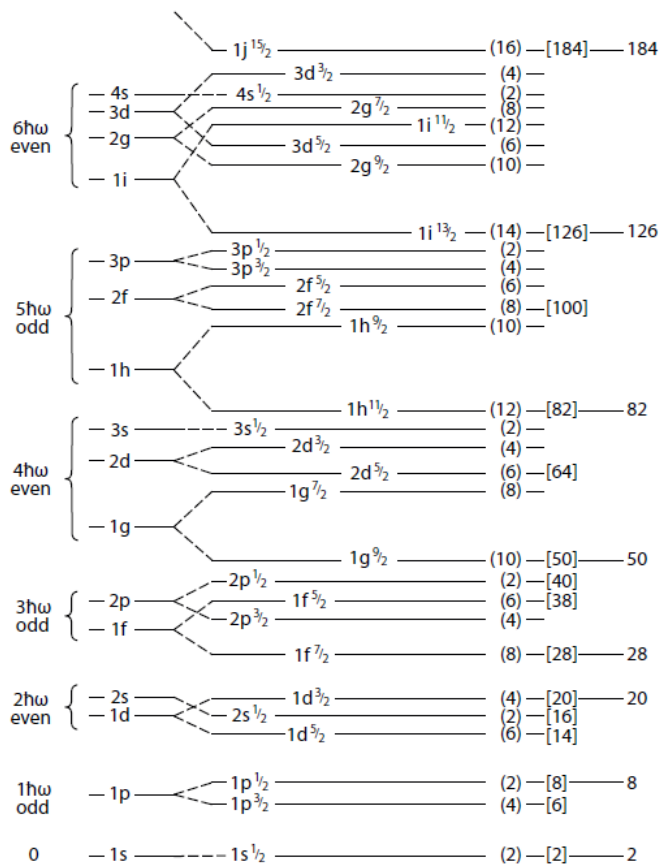 1j 15/2 (16) [184] 184
3d 3/2 (4)
4s 4s 1/2 (2)
3d 2g 7/2 (8)
6ħω 1i 11/2 (12)
even 2g 3d 5/2 (6)
2g 9/2 (10)
1i
1i 13/2 (14) [126] 126
3p 3p 1/2 (2)
3p 3/2 (4)
2f 2f 5/2 (6)
5ħω 2f 7/2 (8) [100]
odd 1h 9/2 (10)
1h
1h 11/2 (12) [82] 82
3s 3s 1/2 (2)
2d 3/2 (4)
4ħω 2d 2d 5/2 (6) [64]
even 1g 7/2 (8)
1g
1g 9/2 (10) [50] 50
2p 1/2 (2) [40]
3ħω 2p 1f 5/2 (6) [38]
odd 1f 2p 3/2 (4)
1f 7/2 (8) [28] 28
2ħω 2s 1d 3/2 (4) [20] 20
even 1d 2s 1/2 (2) [16]
1d 5/2 (6) [14]
1ħω 1p 1p 1/2 (2) [8] 8
odd 1p 3/2 (4) [6]
0 1s 1s 1/2 (2) [2] 2